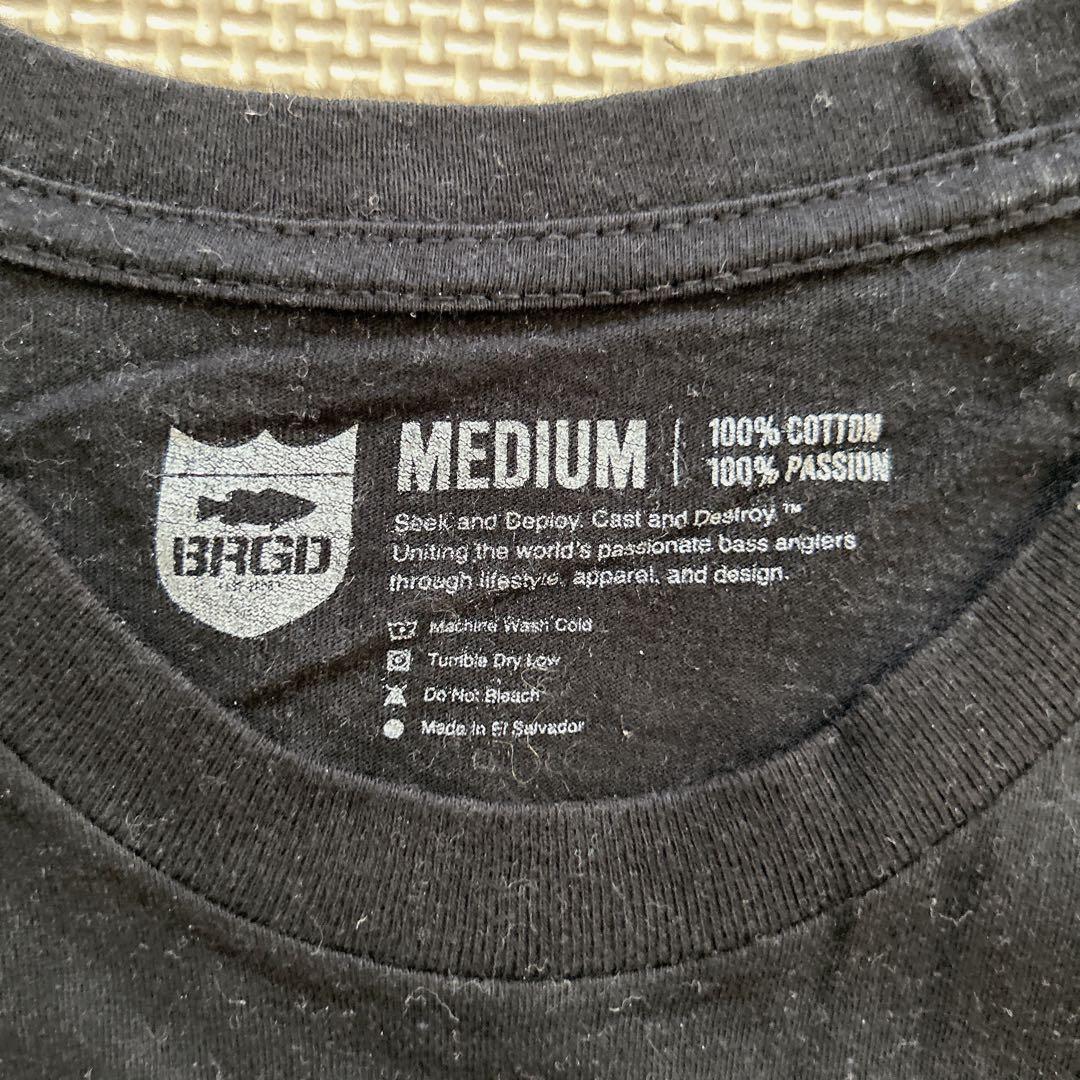 BRGD
MEDIUM
100% COTTON
100% PASSION
Seek and Deploy. Cast and Destroy.™
Uniting the world's passionate bass anglers
through lifestyle, apparel, and design.
Machine Wash Cold
Tumble Dry Low
Do Not Bleach
Made in El Salvador